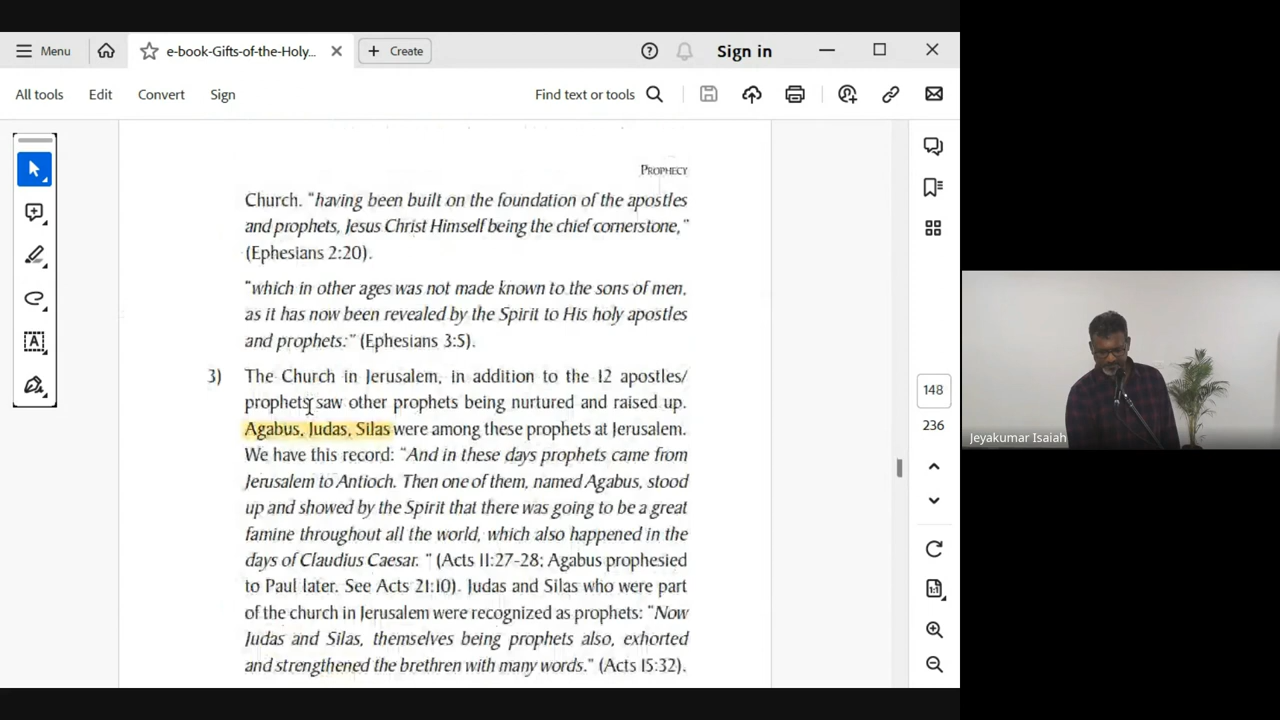 Menu
e-book-Gifts-of-the-Holy...
Create
Sign in
All tools
Edit
Convert
Sign
Find text or tools
PROPHECY
Church. “having been built on the foundation of the apostles
and prophets, Jesus Christ Himself being the chief cornerstone,”
(Ephesians 2:20).
“which in other ages was not made known to the sons of men,
as it has now been revealed by the Spirit to His holy apostles
and prophets:” (Ephesians 3:5).
3) The Church in Jerusalem, in addition to the 12 apostles/
prophets saw other prophets being nurtured and raised up.
Agabus, Judas, Silas were among these prophets at Jerusalem.
We have this record: “And in these days prophets came from
Jerusalem to Antioch. Then one of them, named Agabus, stood
up and showed by the Spirit that there was going to be a great
famine throughout all the world, which also happened in the
days of Claudius Caesar. ” (Acts 11:27-28; Agabus prophesied
to Paul later. See Acts 21:10). Judas and Silas who were part
of the church in Jerusalem were recognized as prophets: “Now
Judas and Silas, themselves being prophets also, exhorted
and strengthened the brethren with many words.” (Acts 15:32).
148
236
1:1
Jeyakumar Isaiah